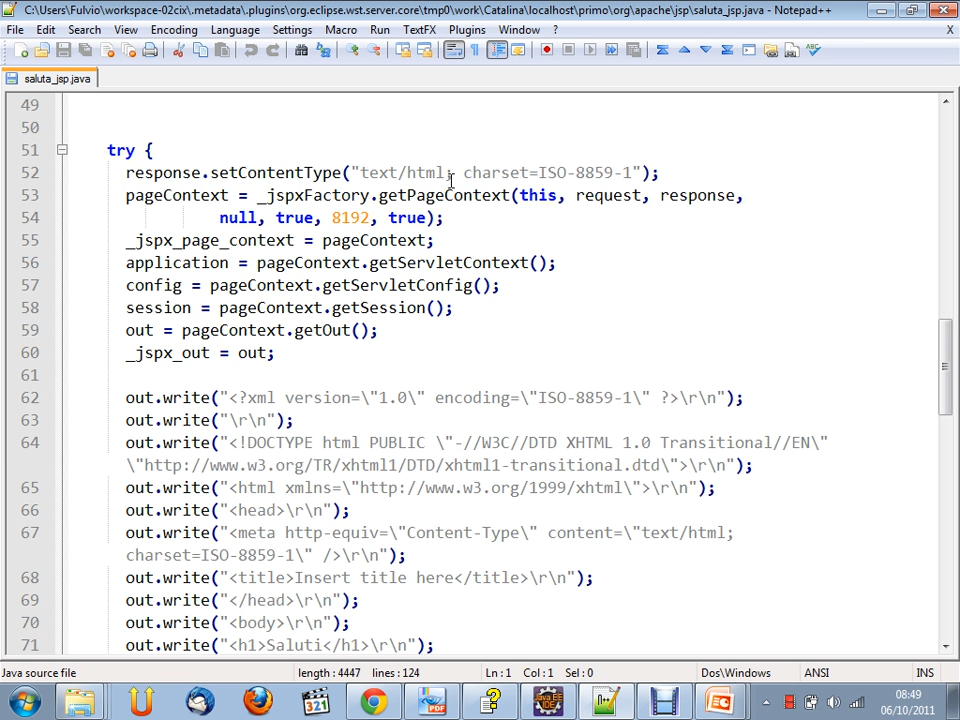 C:\Users\Fulvio\workspace-02cix\.metadata\.plugins\org.eclipse.wst.server.core\tmp0\work\Catalina\localhost\primo\org\apache\jsp\saluta_jsp.java - Notepad++
File Edit Search View Encoding Language Settings Macro Run TextFX Plugins Window ? X
saluta_jsp.java
49
50
51 try {
52 response.setContentType("text/html; charset=ISO-8859-1");
53 pageContext = _jspxFactory.getPageContext(this, request, response,
54 null, true, 8192, true);
55 _jspx_page_context = pageContext;
56 application = pageContext.getServletContext();
57 config = pageContext.getServletConfig();
58 session = pageContext.getSession();
59 out = pageContext.getOut();
60 _jspx_out = out;
61
62 out.write("<?xml version=\"1.0\" encoding=\"ISO-8859-1\" ?>\r\n");
63 out.write("\r\n");
64 out.write("<!DOCTYPE html PUBLIC \"-//W3C//DTD XHTML 1.0 Transitional//EN\"
\"http://www.w3.org/TR/xhtml1/DTD/xhtml1-transitional.dtd\">\r\n");
65 out.write("<html xmlns=\"http://www.w3.org/1999/xhtml\">\r\n");
66 out.write("<head>\r\n");
67 out.write("<meta http-equiv=\"Content-Type\" content=\"text/html;
charset=ISO-8859-1\" />\r\n");
68 out.write("<title>Insert title here</title>\r\n");
69 out.write("</head>\r\n");
70 out.write("<body>\r\n");
71 out.write("<h1>Saluti</h1>\r\n");
Java source file length : 4447 lines : 124 Ln : 1 Col : 1 Sel : 0 Dos\Windows ANSI INS
321 PDF Java EE IDE 08:49
06/10/2011